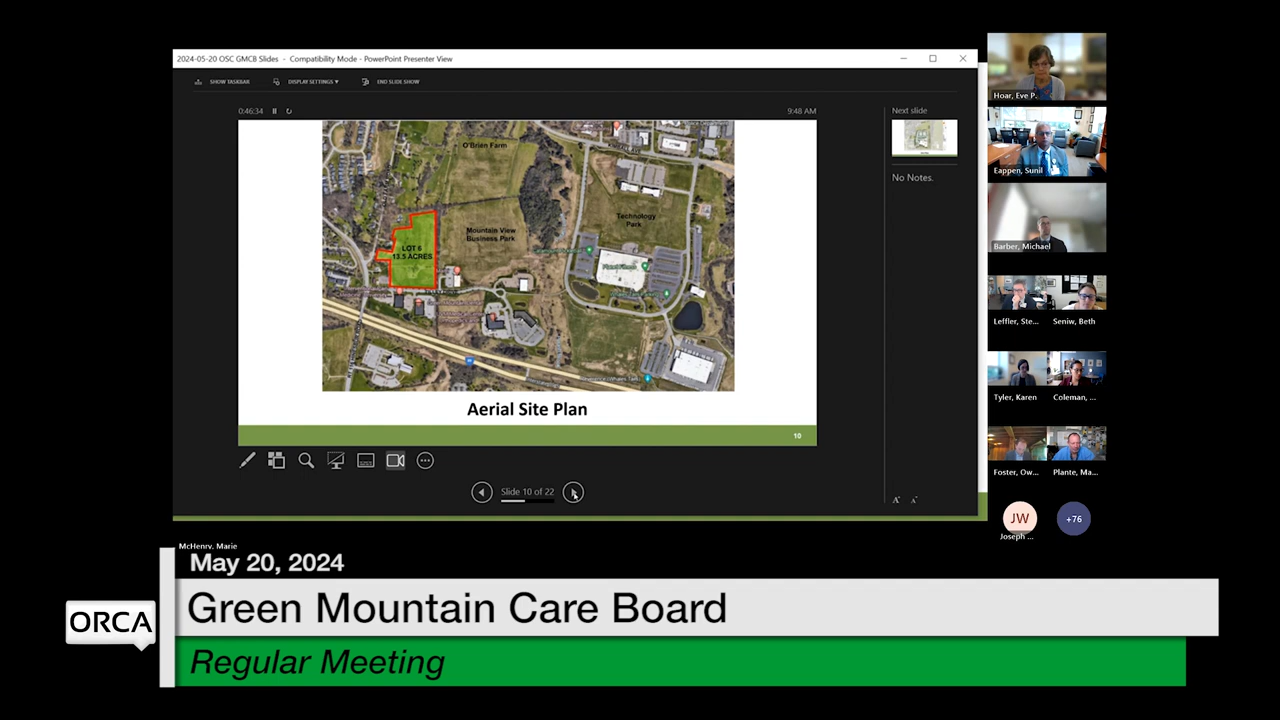 2024-05-20 OSC GMCB Slides - Compatibility Mode - PowerPoint Presenter View
SHOW TASKBAR
DISPLAY SETTINGS
END SLIDE SHOW
0:46:34
9:48 AM
Next slide
No Notes.
O'Brien Farm
Technology
Park
Mountain View
Business Park
LOT 6
13.5 ACRES
Aerial Site Plan
10
Slide 10 of 22
Hoar, Eve P.
Eappen, Sunil
Barber, Michael
Leffler, Ste...
Seniw, Beth
Tyler, Karen
Coleman, ...
Foster, Ow...
Plante, Ma...
JW
Joseph ...
+76
McHenry, Marie
May 20, 2024
ORCA
Green Mountain Care Board
Regular Meeting